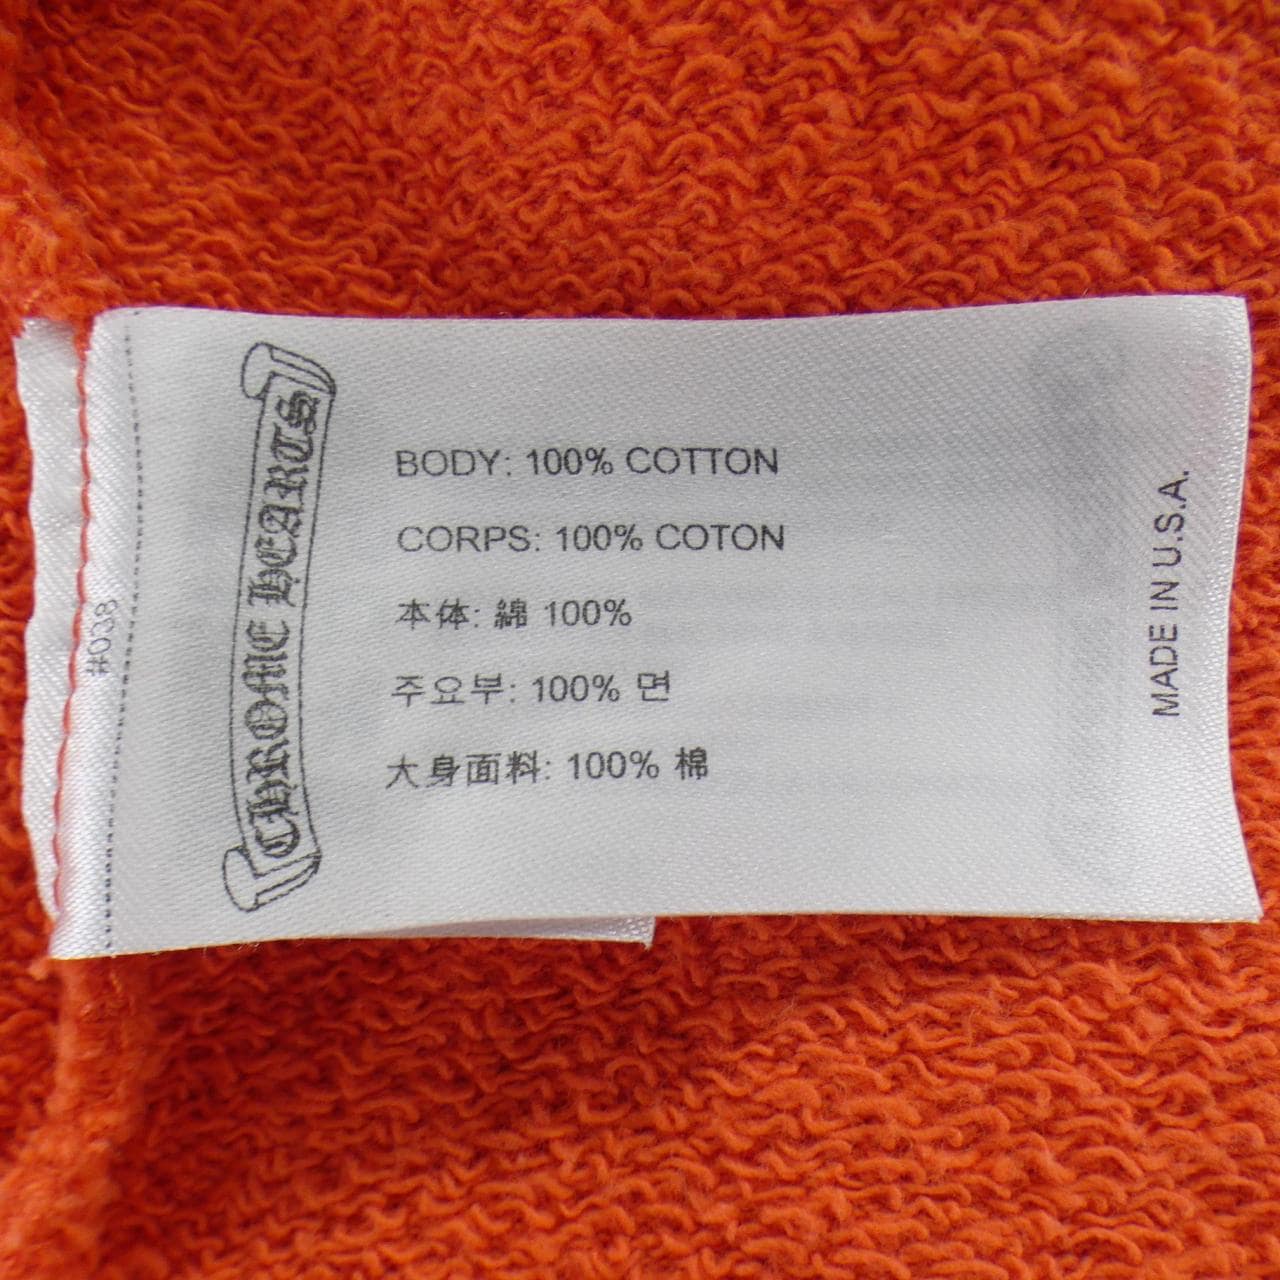 CHROME HEARTS
#038
BODY: 100% COTTON
CORPS: 100% COTON
本体: 綿 100%
주요부: 100% 면
大身面料: 100% 棉
MADE IN U.S.A.